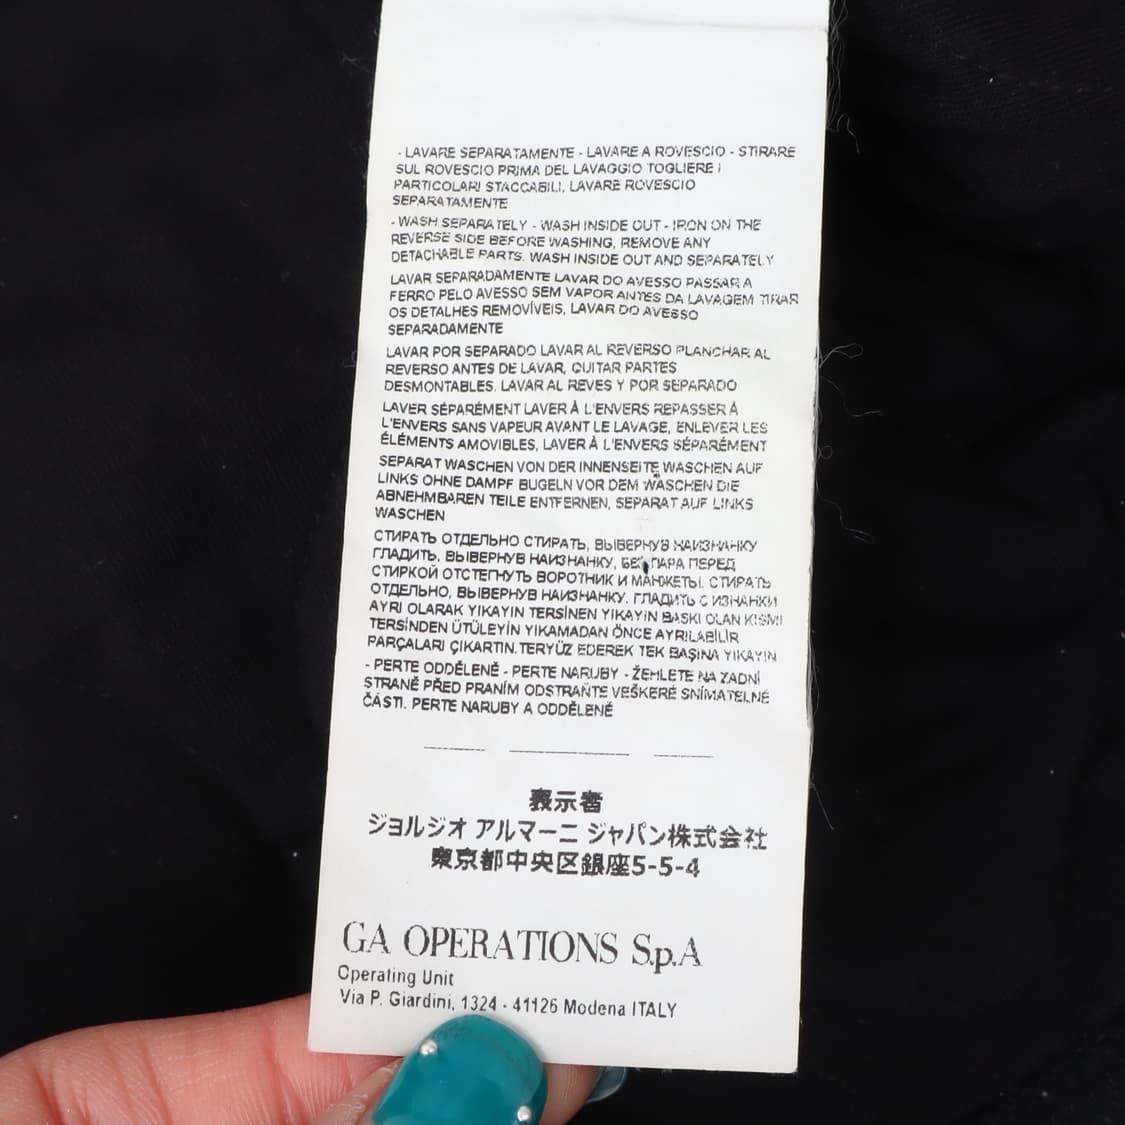 - LAVARE SEPARATAMENTE - LAVARE A ROVESCIO - STIRARE
SUL ROVESCIO PRIMA DEL LAVAGGIO TOGLIERE I
PARTICOLARI STACCABILI, LAVARE ROVESCIO
SEPARATAMENTE
- WASH SEPARATELY - WASH INSIDE OUT - IRON ON THE
REVERSE SIDE BEFORE WASHING, REMOVE ANY
DETACHABLE PARTS. WASH INSIDE OUT AND SEPARATELY
LAVAR SEPARADAMENTE LAVAR DO AVESSO PASSAR A
FERRO PELO AVESSO SEM VAPOR ANTES DA LAVAGEM TIRAR
OS DETALHES REMOVÍVEIS, LAVAR DO AVESSO
SEPARADAMENTE
LAVAR POR SEPARADO LAVAR AL REVERSO PLANCHAR AL
REVERSO ANTES DE LAVAR, QUITAR PARTES
DESMONTABLES. LAVAR AL REVES Y POR SEPARADO
LAVER SÉPARÉMENT LAVER À L'ENVERS REPASSER À
L'ENVERS SANS VAPEUR AVANT LE LAVAGE, ENLEVER LES
ÉLÉMENTS AMOVIBLES, LAVER À L'ENVERS SÉPARÉMENT
SEPARAT WASCHEN VON DER INNENSEITE WASCHEN AUF
LINKS OHNE DAMPF BUGELN VOR DEM WASCHEN DIE
ABNEHMBAREN TEILE ENTFERNEN, SEPARAT AUF LINKS
WASCHEN
СТИРАТЬ ОТДЕЛЬНО СТИРАТЬ, ВЫВЕРНУВ НАИЗНАНКУ
ГЛАДИТЬ, ВЫВЕРНУВ НАИЗНАНКУ, БЕЗ ПАРА ПЕРЕД
СТИРКОЙ ОТСТЕГНУТЬ ВОРОТНИК И МАНЖЕТЫ. СТИРАТЬ
ОТДЕЛЬНО, ВЫВЕРНУВ НАИЗНАНКУ. ГЛАДИТЬ С ИЗНАНКИ
AYRI OLARAK YIKAYIN TERSİNEN YIKAYIN BASKI OLAN KISMI
TERSİNDEN ÜTÜLEYİN YIKAMADAN ÖNCE AYRILABİLİR
PARÇALARI ÇIKARTIN.TERYÜZ EDEREK TEK BAŞINA YIKAYIN
- PERTE ODDĚLENĚ - PERTE NARUBY - ŽEHLETE NA ZADNÍ
STRANĚ PŘED PRANÍM ODSTRAŇTE VEŠKERÉ SNÍMATELNÉ
ČÁSTI. PERTE NARUBY A ODDĚLENĚ
表示者
ジョルジオ アルマーニ ジャパン株式会社
東京都中央区銀座5-5-4
GA OPERATIONS S.p.A
Operating Unit
Via P. Giardini, 1324 - 41126 Modena ITALY